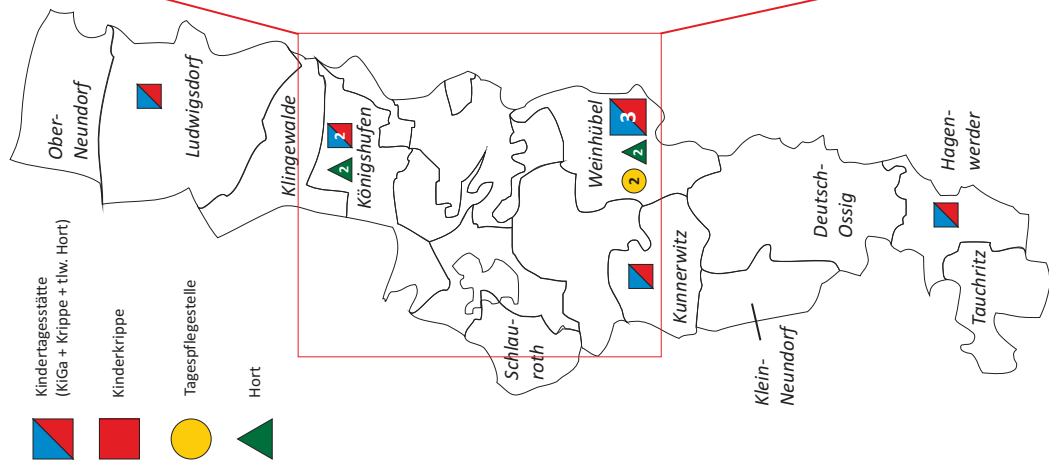 Kindertagesstätte
(KiGa + Krippe + tlw. Hort)
Kinderkrippe
Tagespflegestelle
Hort
Ober-
Neundorf
Ludwigsdorf
Klingewalde
2
2
Königshufen
Schlau-
roth
Weinhübel
2
2
3
Kunnerwitz
Klein-
Neundorf
Deutsch-
Ossig
Hagen-
werder
Tauchritz